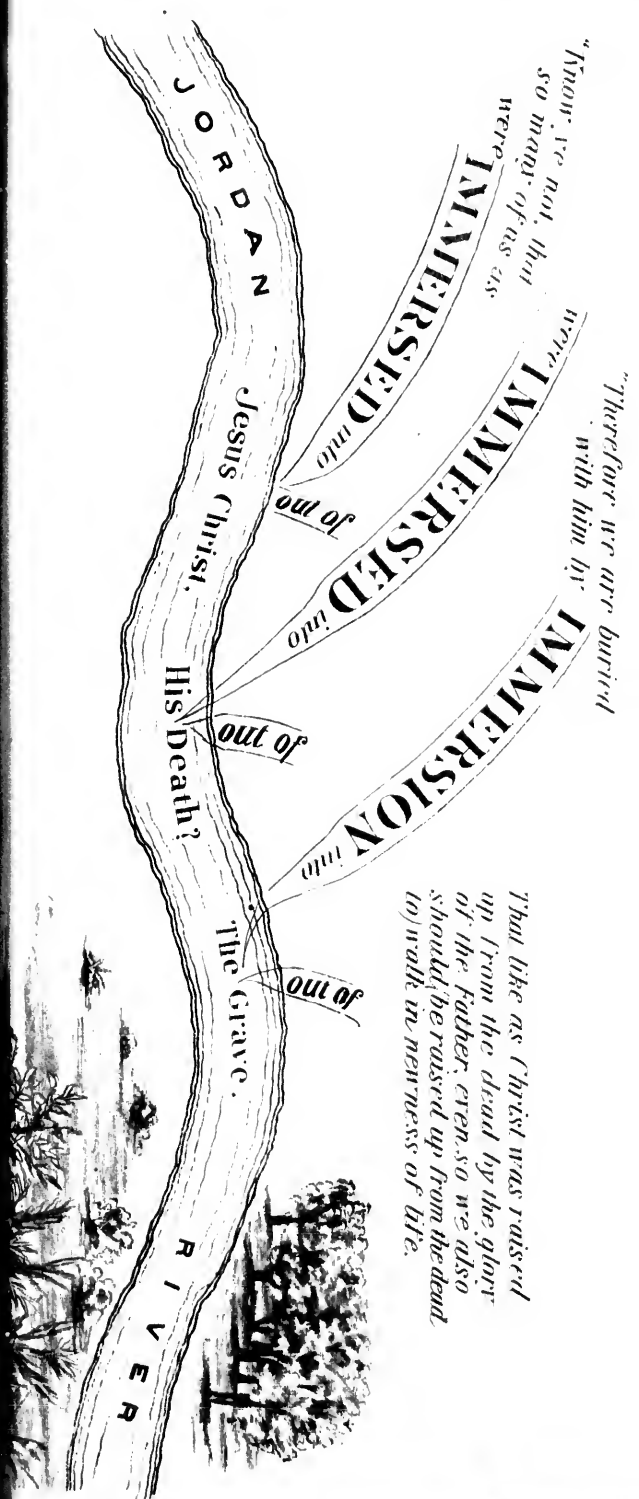 "Know ye not, that
so many of us as
were IMMERSED into
out of
were IMMERSED into
out of
"Therefore we are buried
with him by IMMERSION into
out of
That like as Christ was raised
up from the dead by the glory
of the Father, even so we also
should (be raised up from the dead
to) walk in newness of life.
JORDAN Jesus Christ, His Death? The Grave. RIVER